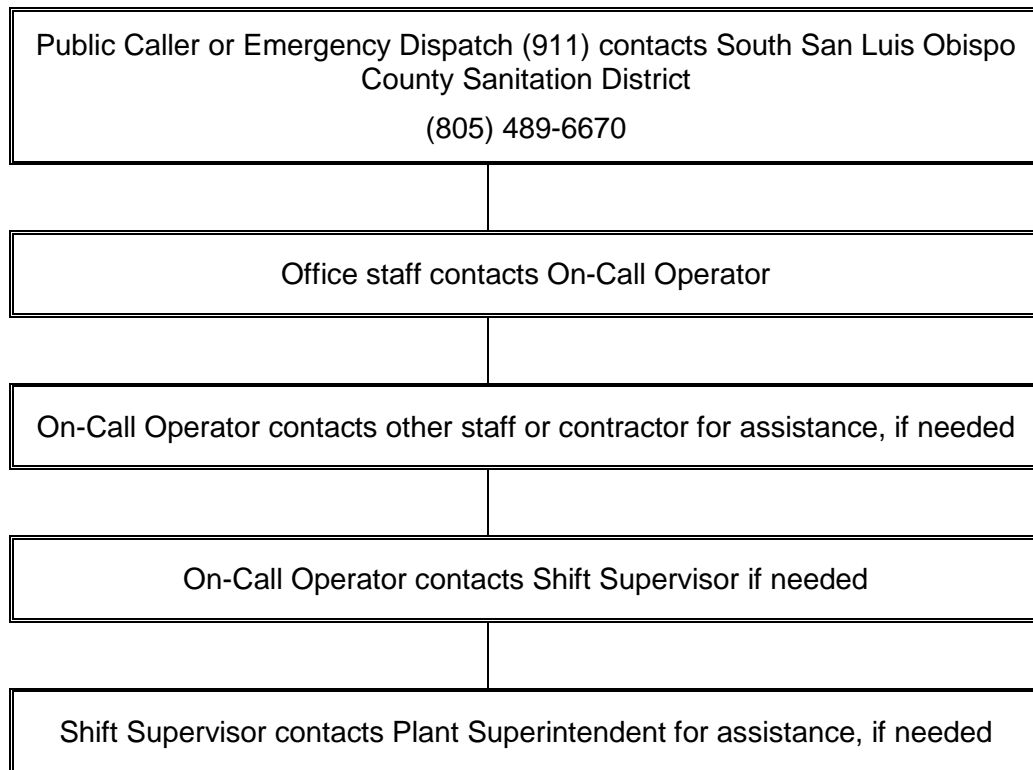 Public Caller or Emergency Dispatch (911) contacts South San Luis Obispo
County Sanitation District
(805) 489-6670
Office staff contacts On-Call Operator
On-Call Operator contacts other staff or contractor for assistance, if needed
On-Call Operator contacts Shift Supervisor if needed
Shift Supervisor contacts Plant Superintendent for assistance, if needed